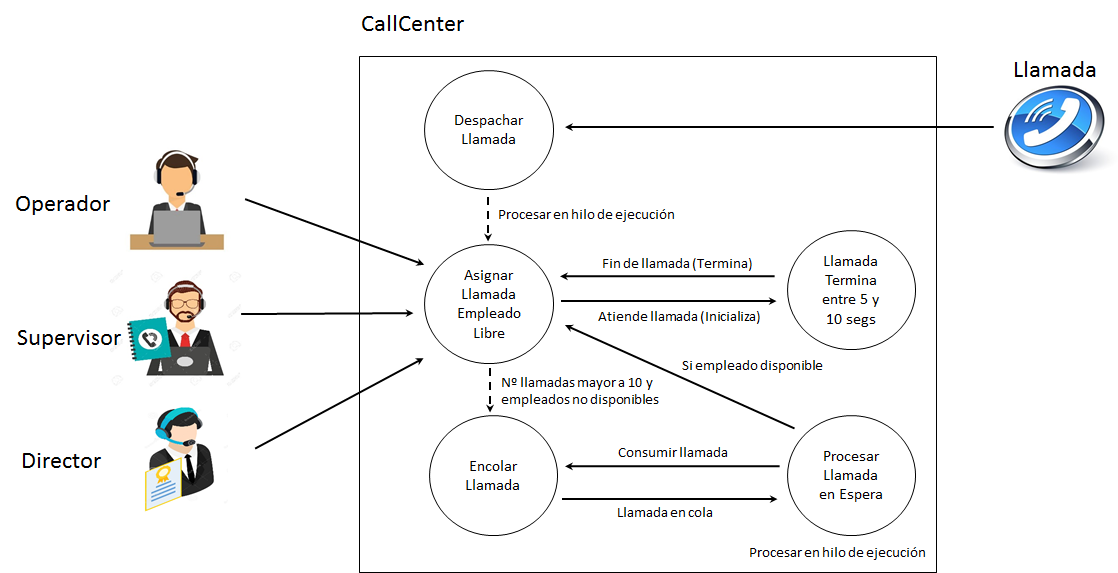 CallCenter
Llamada
Despachar
Llamada
Procesar en hilo de ejecución
Operador
Asignar
Llamada
Empleado
Libre
Fin de llamada (Termina)
Atiende llamada (Inicializa)
Llamada
Termina
entre 5 y
10 segs
Supervisor
Si empleado disponible
Nº llamadas mayor a 10 y
empleados no disponibles
Director
Encolar
Llamada
Consumir llamada
Llamada en cola
Procesar
Llamada
en Espera
Procesar en hilo de ejecución